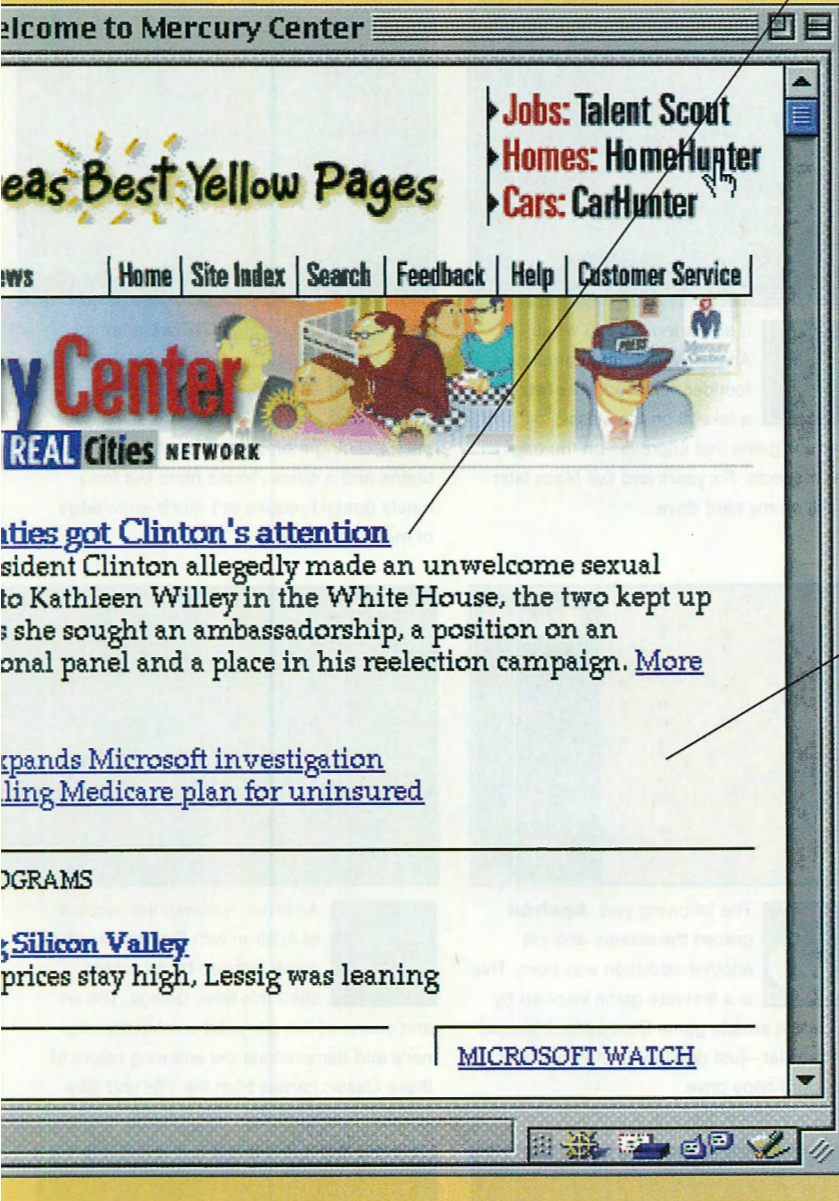 elcome to Mercury Center
Jobs: Talent Scout
eas Best Yellow Pages
Homes: HomeHunter
Cars: CarHunter
ews Home Site Index Search Feedback Help Customer Service
PRESS
Mercury Center
y Center
REAL Cities NETWORK
aties got Clinton's attention
sident Clinton allegedly made an unwelcome sexual
to Kathleen Willey in the White House, the two kept up
s she sought an ambassadorship, a position on an
onal panel and a place in his reelection campaign. More
xpands Microsoft investigation
ling Medicare plan for uninsured
OGRAMS
g Silicon Valley
prices stay high, Lessig was leaning
MICROSOFT WATCH